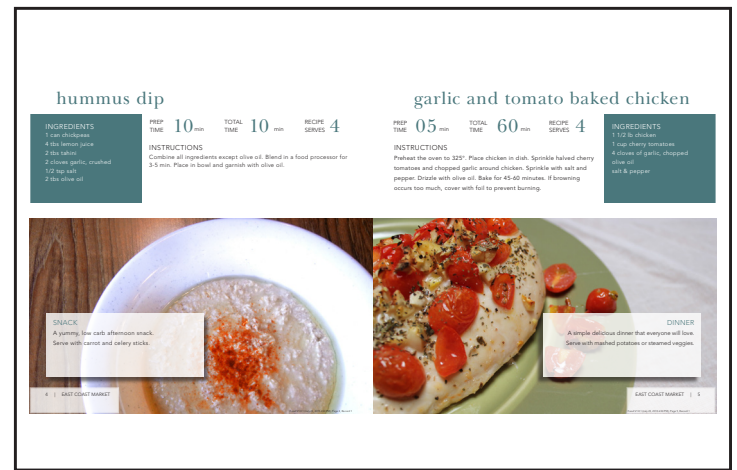 hummus dip
INGREDIENTS
1 can chickpeas
4 tbs lemon juice
2 tbs tahini
2 cloves garlic, crushed
1/2 tsp salt
2 tbs olive oil
PREP TIME 10 min
TOTAL TIME 10 min
RECIPE SERVES 4
INSTRUCTIONS
Combine all ingredients except olive oil. Blend in a food processor for
3-5 min. Place in bowl and garnish with olive oil.
SNACK
A yummy, low carb afternoon snack.
Serve with carrot and celery sticks.
4 | EAST COAST MARKET
garlic and tomato baked chicken
PREP TIME 05 min
TOTAL TIME 60 min
RECIPE SERVES 4
INSTRUCTIONS
Preheat the oven to 325°. Place chicken in dish. Sprinkle halved cherry
tomatoes and chopped garlic around chicken. Sprinkle with salt and
pepper. Drizzle with olive oil. Bake for 45-60 minutes. If browning
occurs too much, cover with foil to prevent burning.
INGREDIENTS
1 1/2 lb chicken
1 cup cherry tomatoes
4 cloves of garlic, chopped
olive oil
salt & pepper
DINNER
A simple delicious dinner that everyone will love.
Serve with mashed potatoes or steamed veggies.
EAST COAST MARKET | 5